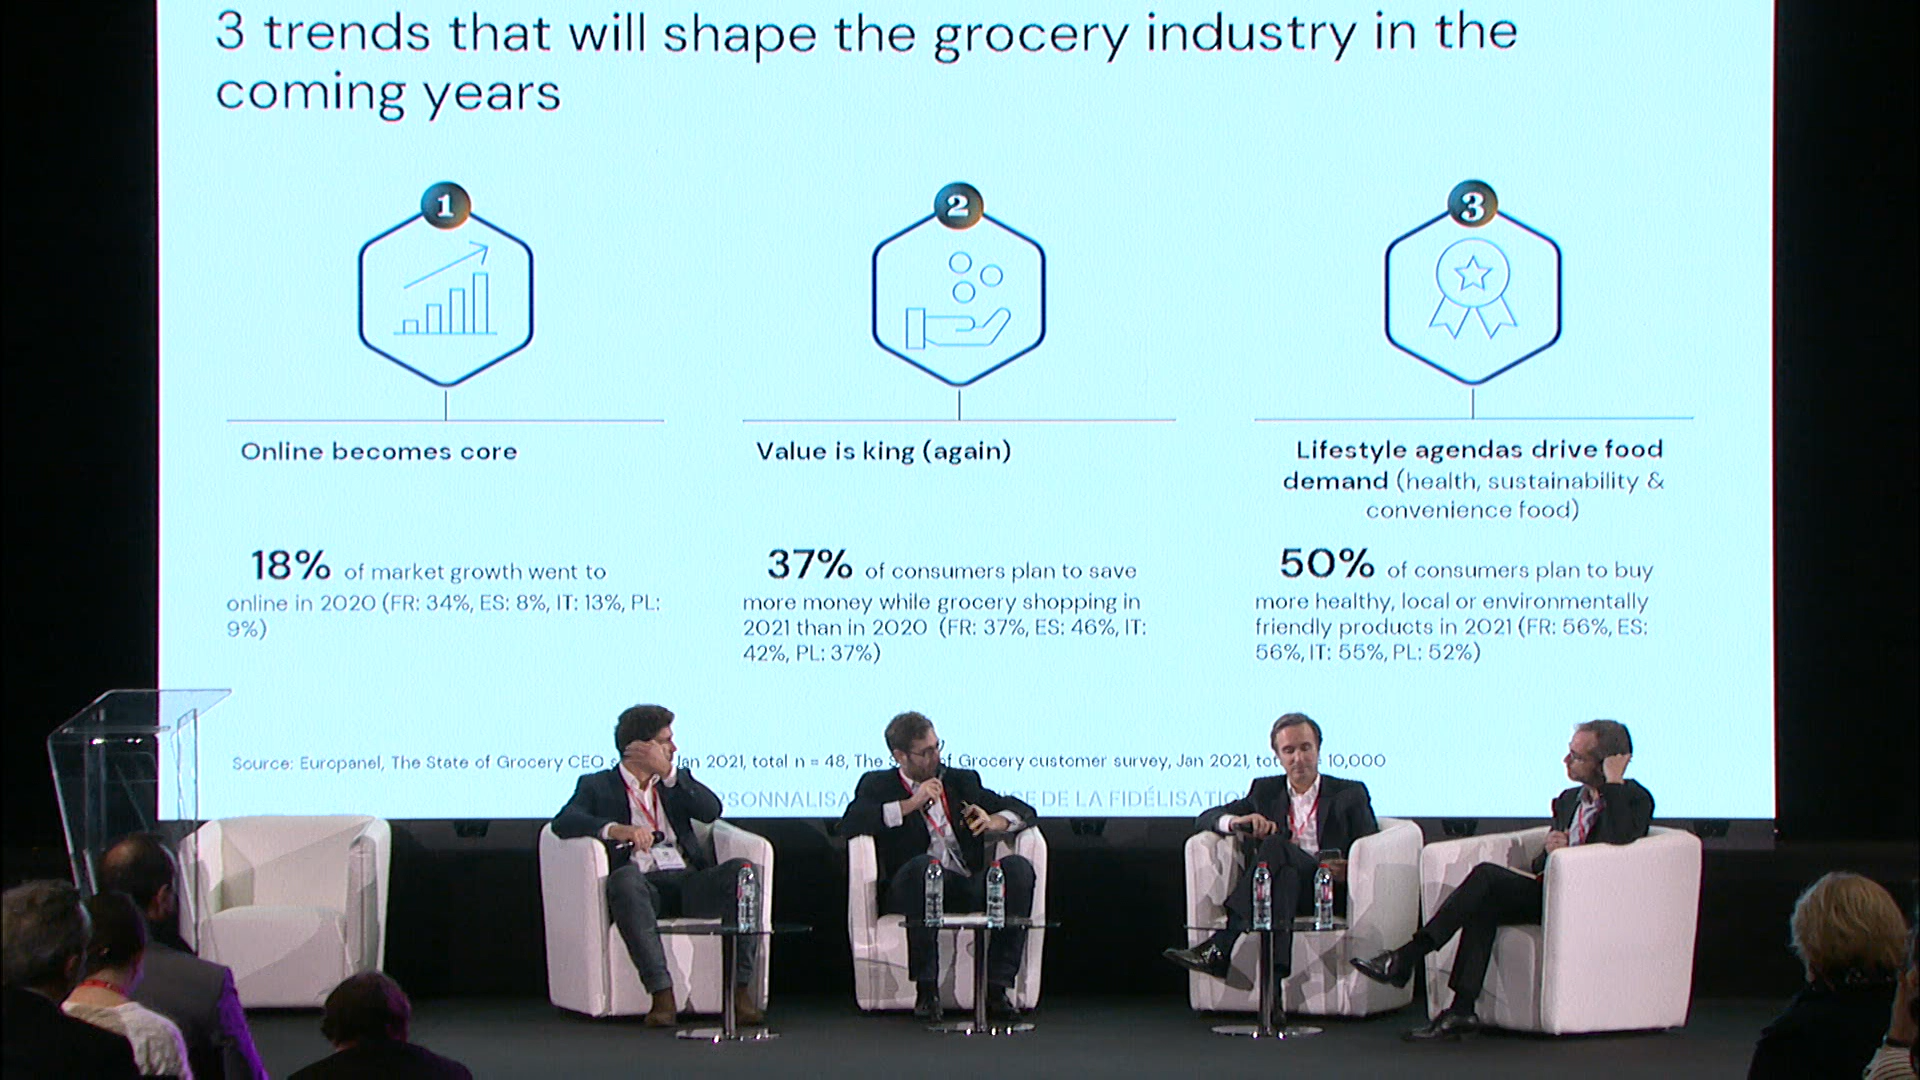 3 trends that will shape the grocery industry in the
coming years
1
2
3
Online becomes core
Value is king (again)
Lifestyle agendas drive food
demand (health, sustainability &
convenience food)
18% of market growth went to
online in 2020 (FR: 34%, ES: 8%, IT: 13%, PL:
9%)
37% of consumers plan to save
more money while grocery shopping in
2021 than in 2020 (FR: 37%, ES: 46%, IT:
42%, PL: 37%)
50% of consumers plan to buy
more healthy, local or environmentally
friendly products in 2021 (FR: 56%, ES:
56%, IT: 55%, PL: 52%)
Source: Europanel, The State of Grocery CEO Jan 2021, total n = 48, The of Grocery customer survey, Jan 2021, 10,000
DE LA FIDÉLISATIO